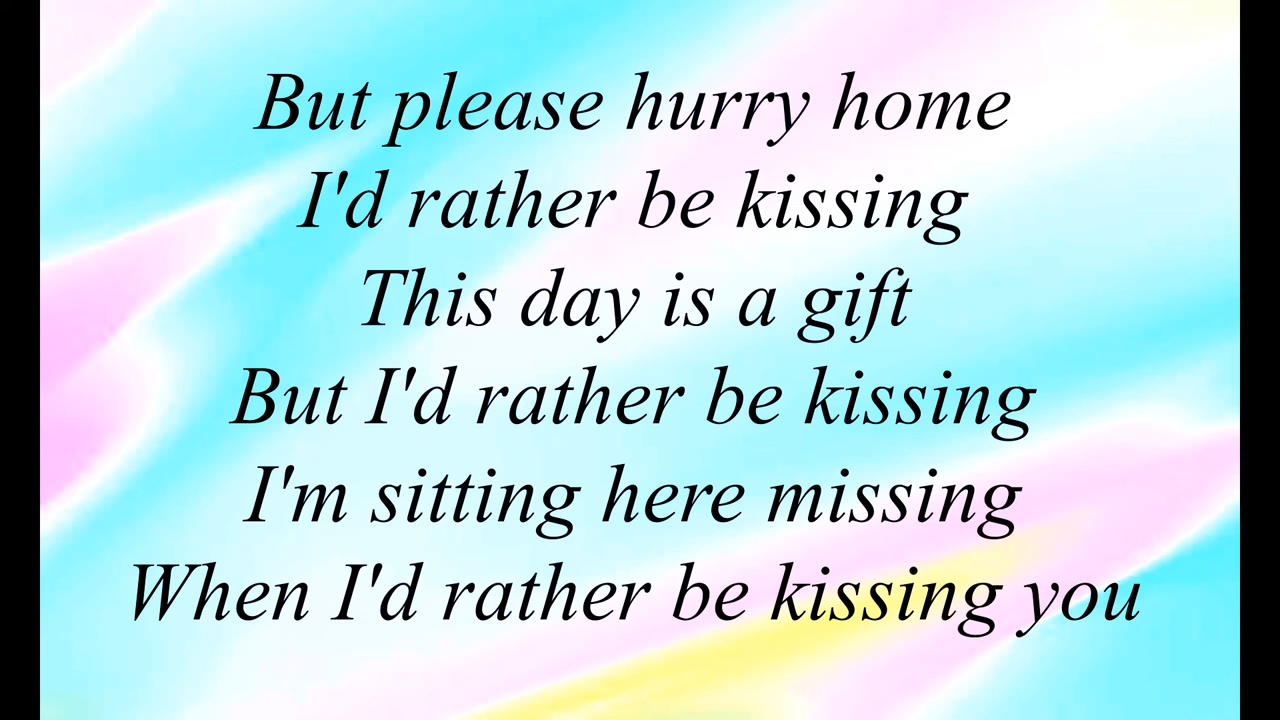 But please hurry home
I'd rather be kissing
This day is a gift
But I'd rather be kissing
I'm sitting here missing
When I'd rather be kissing you